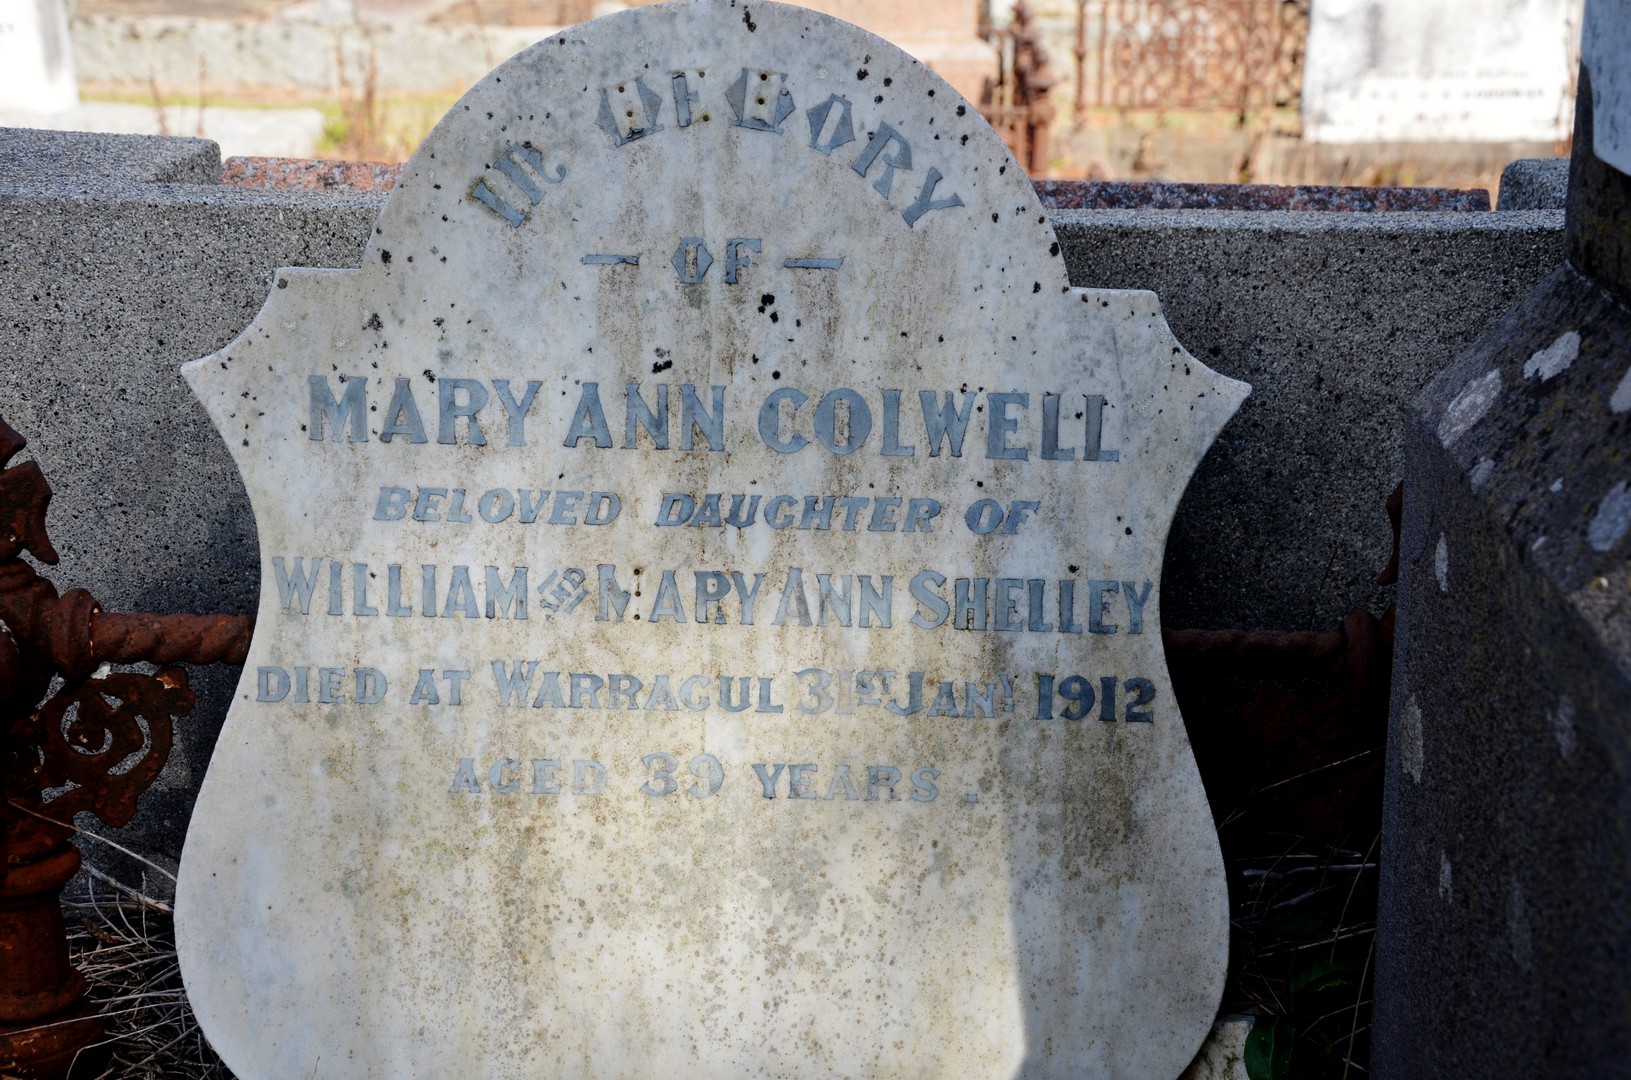 IN MEMORY
— OF —
MARY ANN COLWELL
BELOVED DAUGHTER OF
WILLIAM AND MARY ANN SHELLEY
DIED AT WARRAGUL 31ST JANY 1912
AGED 39 YEARS.